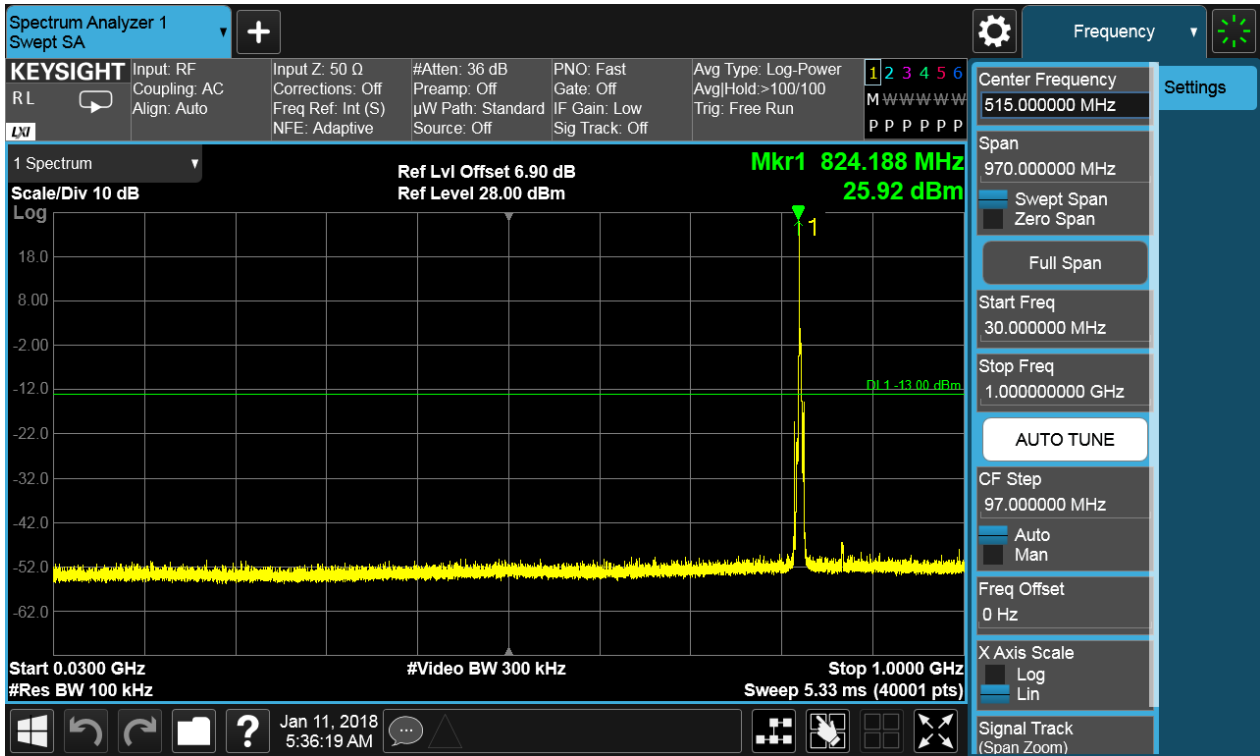 Spectrum Analyzer 1
Swept SA
Frequency
KEYSIGHT
RL
LXI
Input: RF
Coupling: AC
Align: Auto
Input Z: 50 Ω
Corrections: Off
Freq Ref: Int (S)
NFE: Adaptive
#Atten: 36 dB
Preamp: Off
µW Path: Standard
Source: Off
PNO: Fast
Gate: Off
IF Gain: Low
Sig Track: Off
Avg Type: Log-Power
Avg|Hold:>100/100
Trig: Free Run
1 2 3 4 5 6
M W W W W W
P P P P P P
1 Spectrum
Scale/Div 10 dB
Log
Ref Lvl Offset 6.90 dB
Ref Level 28.00 dBm
Mkr1 824.188 MHz
25.92 dBm
1
18.0
8.00
-2.00
-12.0
DL1 -13.00 dBm
-22.0
-32.0
-42.0
-52.0
-62.0
Start 0.0300 GHz
#Video BW 300 kHz
Stop 1.0000 GHz
#Res BW 100 kHz
Sweep 5.33 ms (40001 pts)
Center Frequency
515.000000 MHz
Settings
Span
970.000000 MHz
Swept Span
Zero Span
Full Span
Start Freq
30.000000 MHz
Stop Freq
1.000000000 GHz
AUTO TUNE
CF Step
97.000000 MHz
Auto
Man
Freq Offset
0 Hz
X Axis Scale
Log
Lin
Signal Track
(Span Zoom)
?
Jan 11, 2018
5:36:19 AM